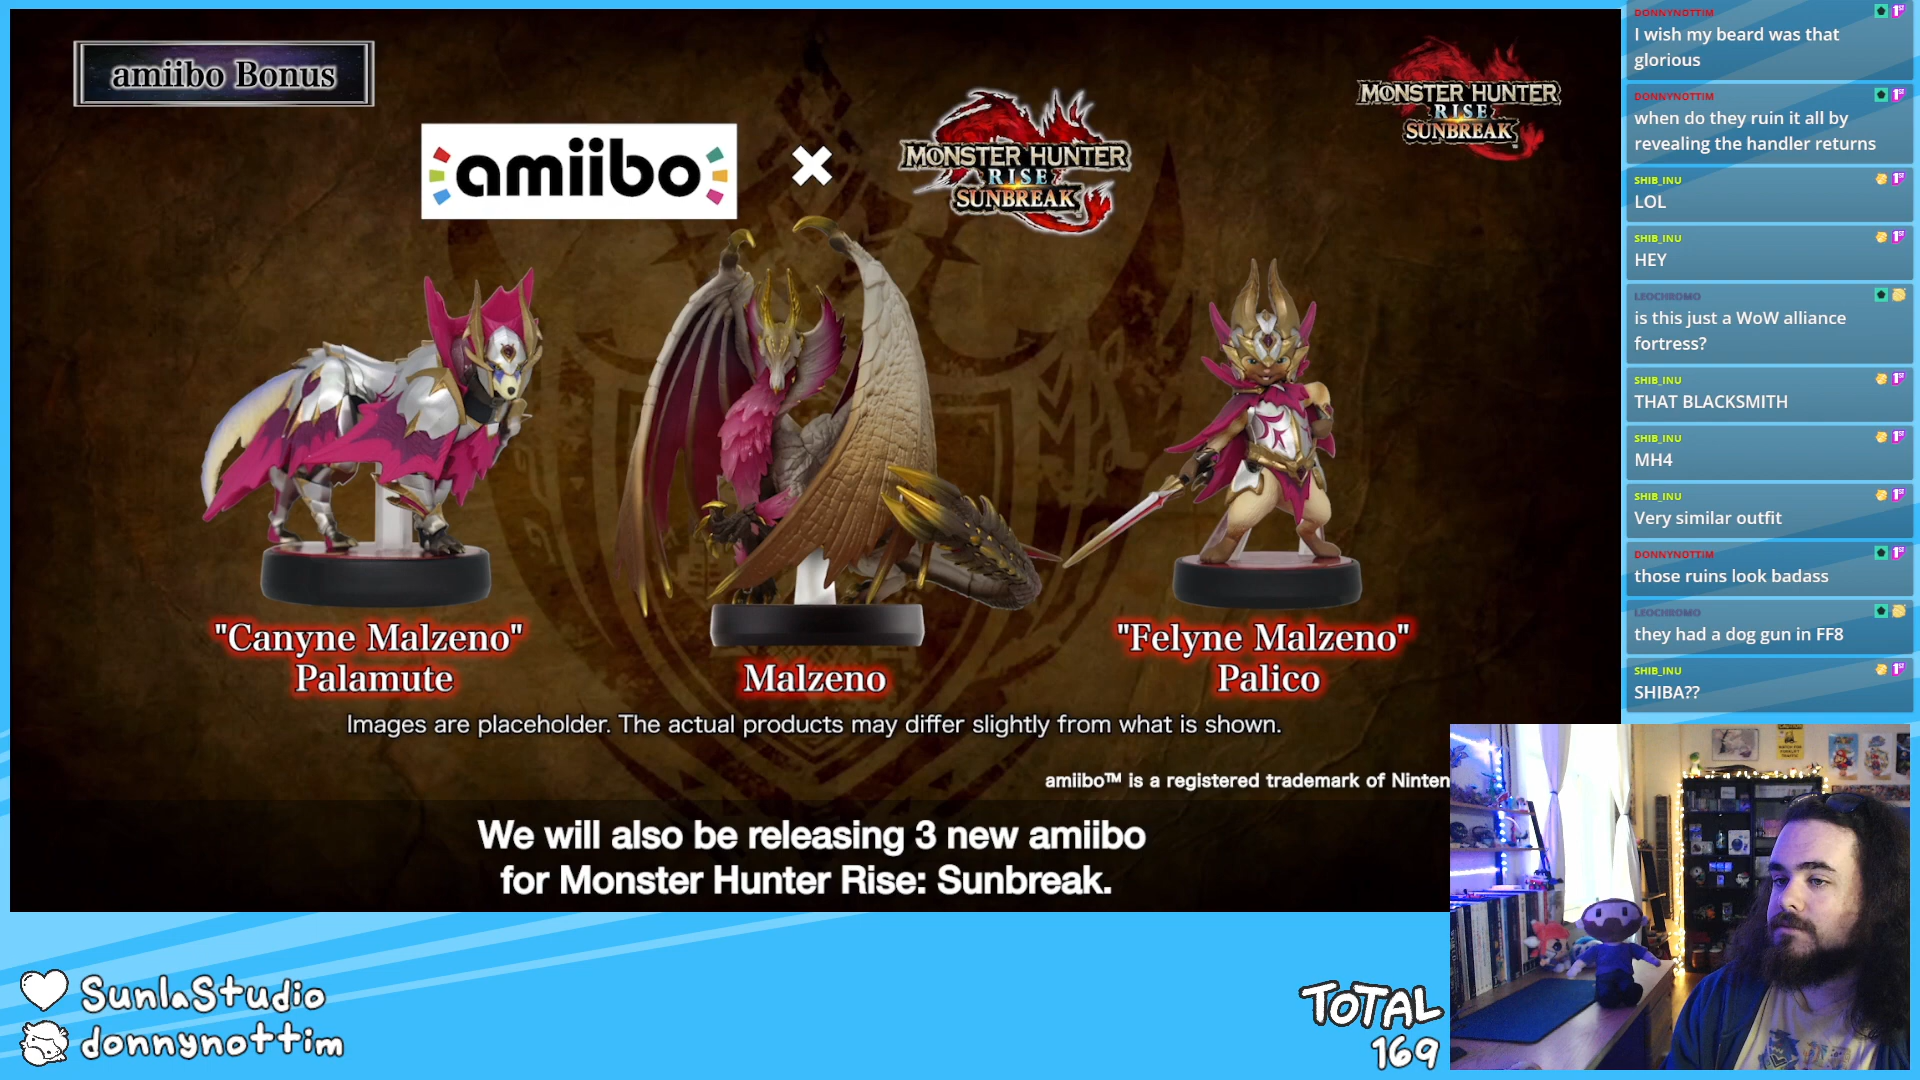 amiibo Bonus
amiibo
MONSTER HUNTER
RISE
SUNBREAK
MONSTER HUNTER
RISE
SUNBREAK
"Canyne Malzeno"
Palamute
Malzeno
"Felyne Malzeno"
Palico
Images are placeholder. The actual products may differ slightly from what is shown.
amiibo™ is a registered trademark of Ninten
We will also be releasing 3 new amiibo
for Monster Hunter Rise: Sunbreak.
DONNYNOTTIM
I wish my beard was that
glorious
DONNYNOTTIM
when do they ruin it all by
revealing the handler returns
SHIB_INU
LOL
SHIB_INU
HEY
LEOCHROMO
is this just a WoW alliance
fortress?
SHIB_INU
THAT BLACKSMITH
SHIB_INU
MH4
SHIB_INU
Very similar outfit
DONNYNOTTIM
those ruins look badass
LEOCHROMO
they had a dog gun in FF8
SHIB_INU
SHIBA??
SunlaStudio
donnynottim
TOTAL
169